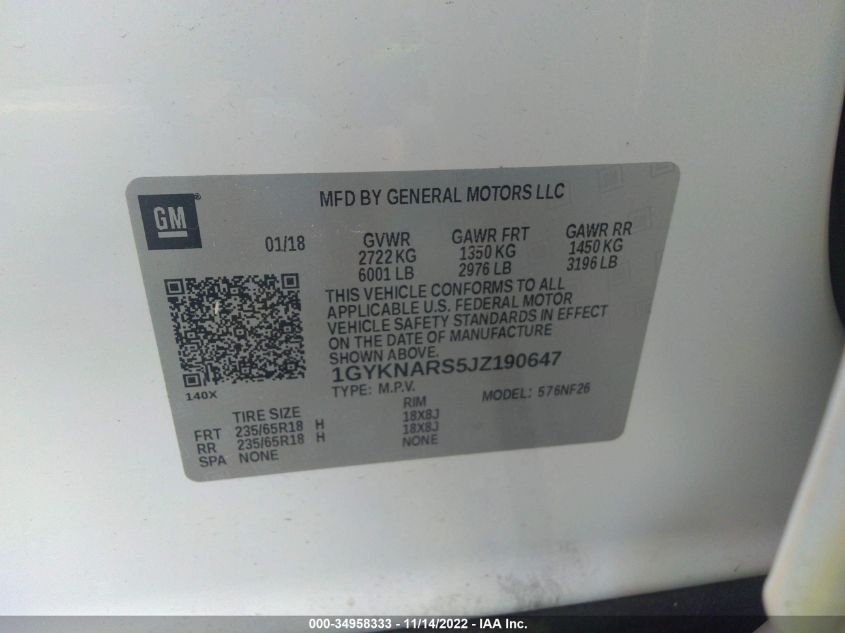 MFD BY GENERAL MOTORS LLC
GM®
01/18 GVWR GAWR FRT GAWR RR
2722 KG 1350 KG 1450 KG
6001 LB 2976 LB 3196 LB
THIS VEHICLE CONFORMS TO ALL
APPLICABLE U.S. FEDERAL MOTOR
VEHICLE SAFETY STANDARDS IN EFFECT
ON THE DATE OF MANUFACTURE
SHOWN ABOVE.
1GYKNARS5JZ190647
140X
TYPE: M.P.V. MODEL: 576NF26
TIRE SIZE RIM
FRT 235/65R18 H 18X8J
RR 235/65R18 H 18X8J
SPA NONE NONE
000-34958333 - 11/14/2022 - IAA Inc.